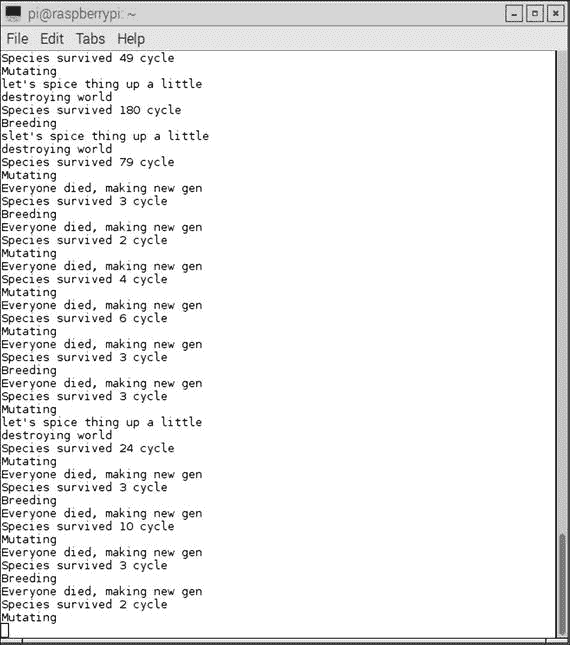 pi@raspberrypi: ~
File Edit Tabs Help
Species survived 49 cycle
Mutating
let's spice thing up a little
destroying world
Species survived 180 cycle
Breeding
slet's spice thing up a little
destroying world
Species survived 79 cycle
Mutating
Everyone died, making new gen
Species survived 3 cycle
Breeding
Everyone died, making new gen
Species survived 2 cycle
Mutating
Everyone died, making new gen
Species survived 4 cycle
Mutating
Everyone died, making new gen
Species survived 6 cycle
Mutating
Everyone died, making new gen
Species survived 3 cycle
Breeding
Everyone died, making new gen
Species survived 3 cycle
Mutating
let's spice thing up a little
destroying world
Species survived 24 cycle
Mutating
Everyone died, making new gen
Species survived 3 cycle
Breeding
Everyone died, making new gen
Species survived 10 cycle
Mutating
Everyone died, making new gen
Species survived 3 cycle
Breeding
Everyone died, making new gen
Species survived 2 cycle
Mutating